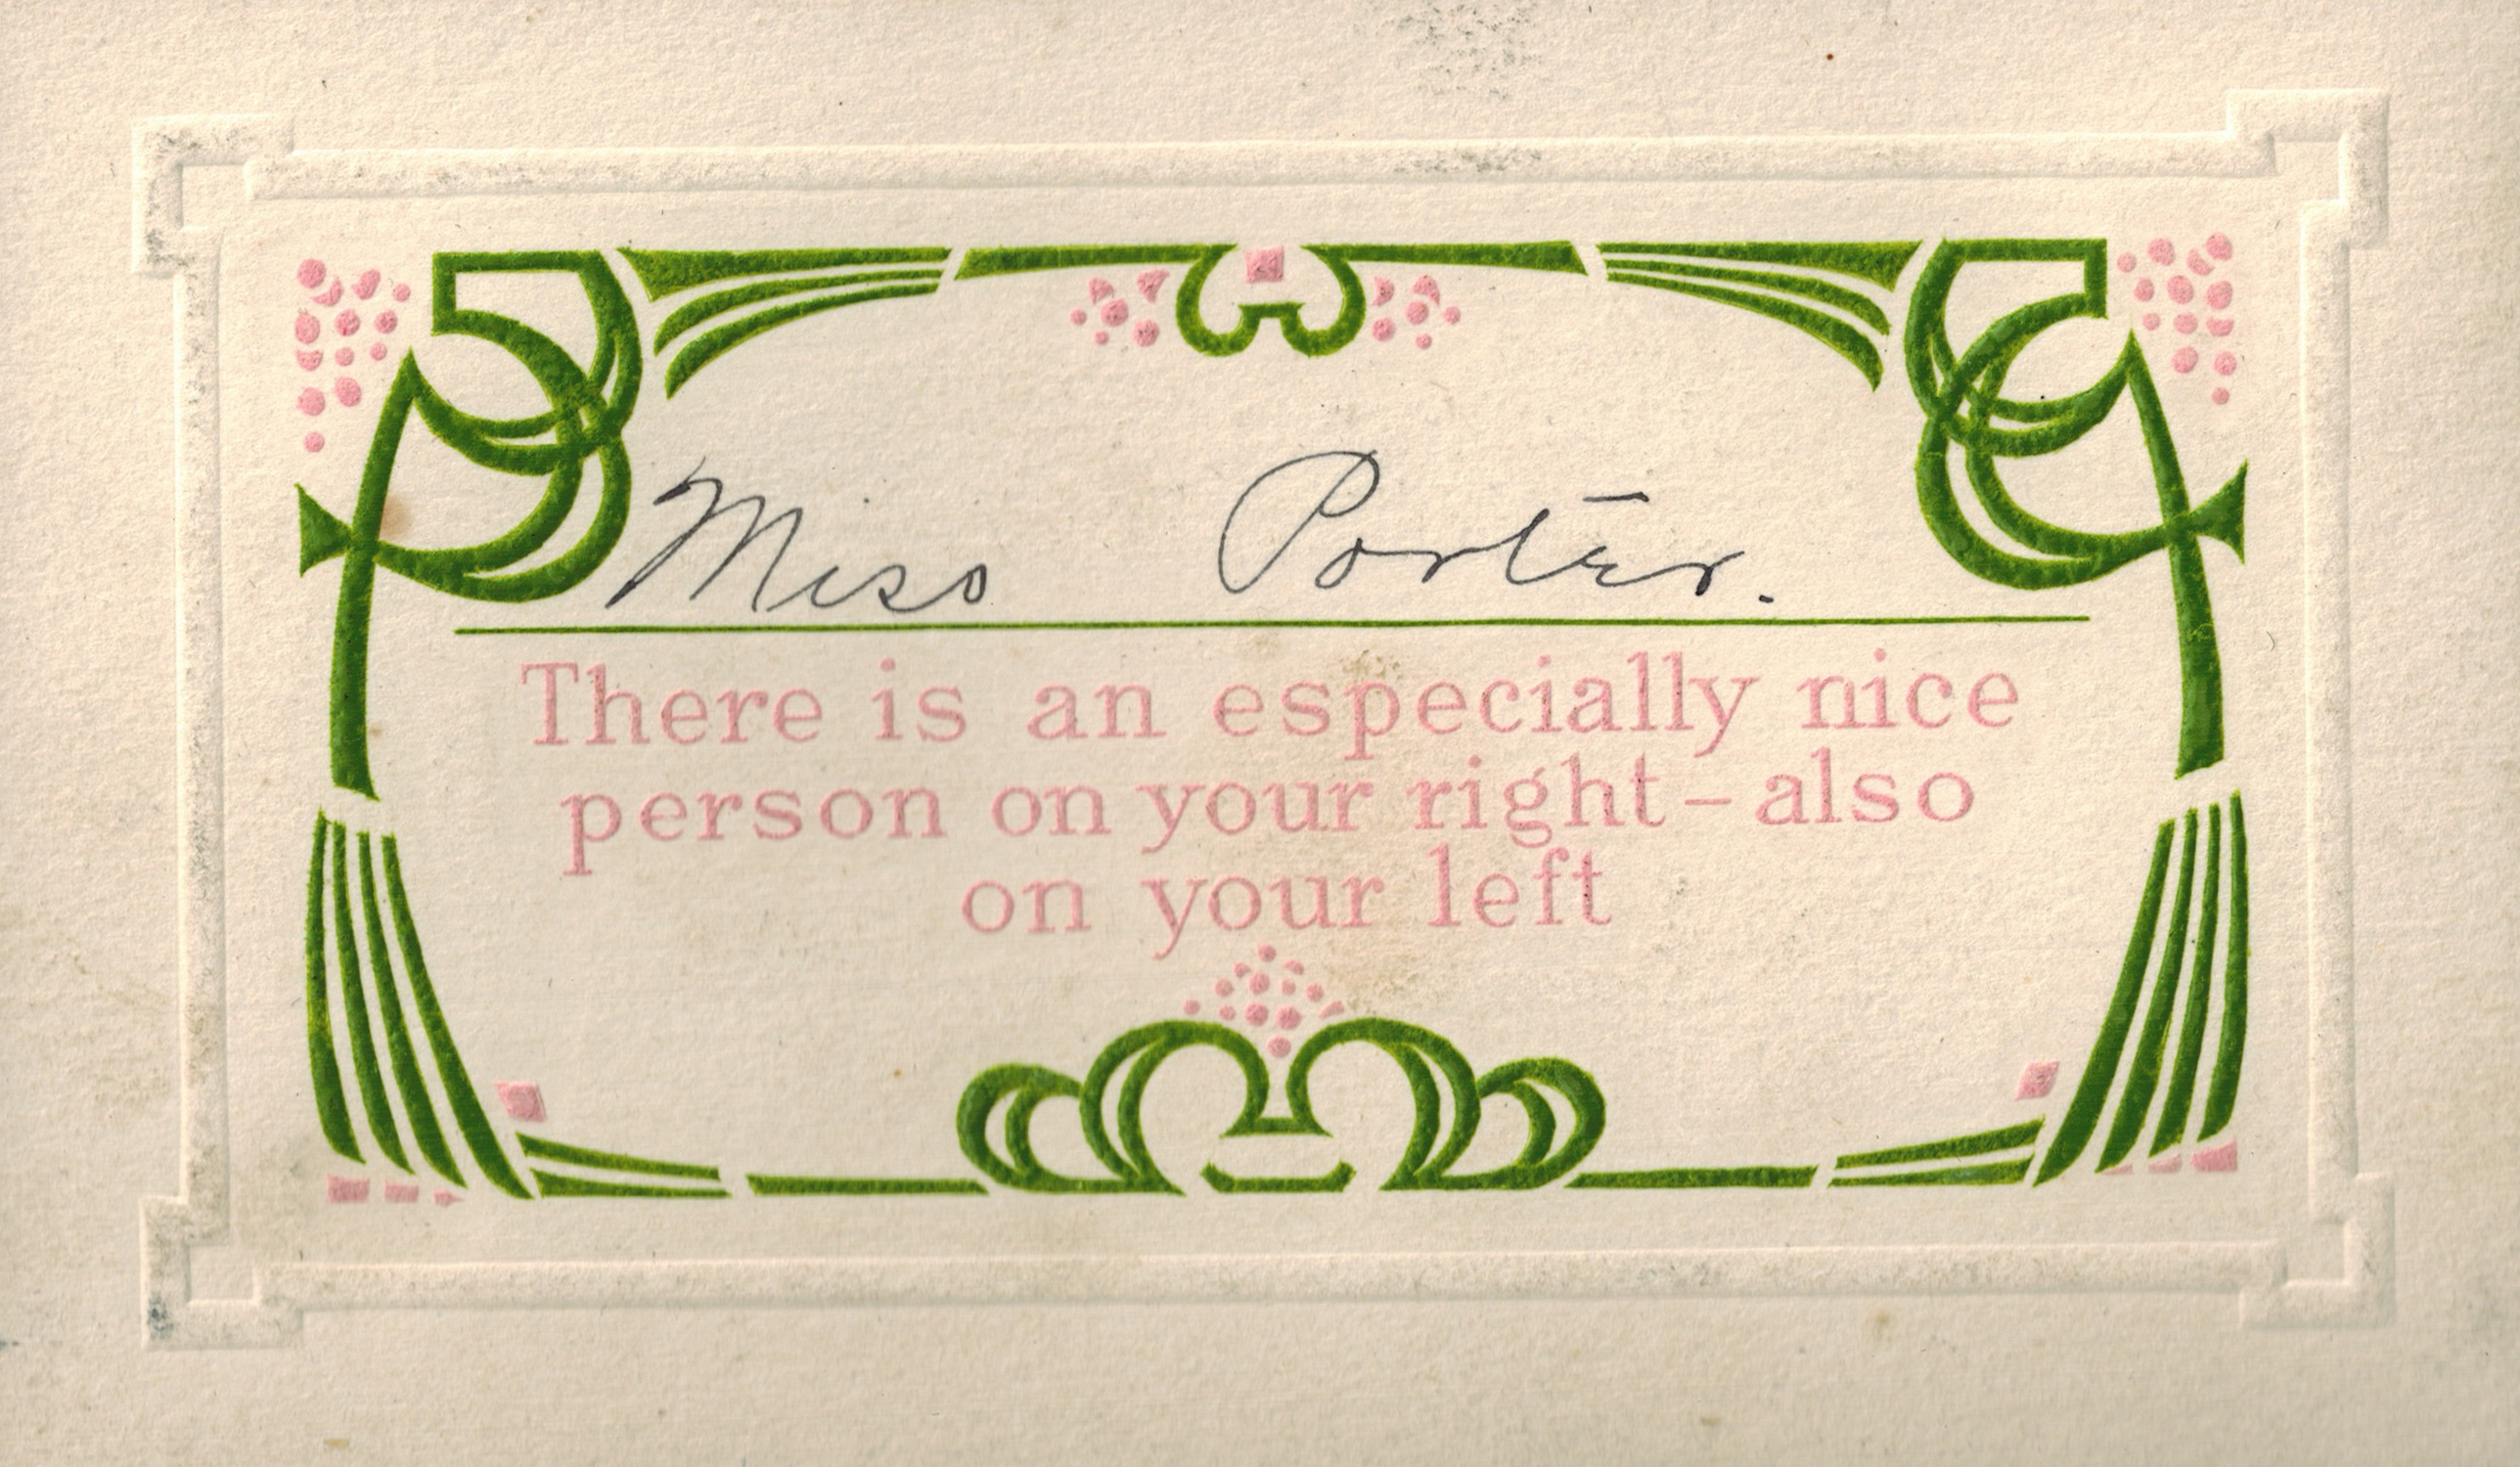 Miss Porter.
There is an especially nice
person on your right – also
on your left